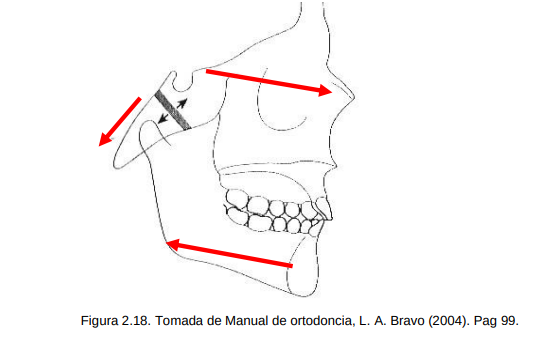 Figura 2.18. Tomada de Manual de ortodoncia, L. A. Bravo (2004). Pag 99.